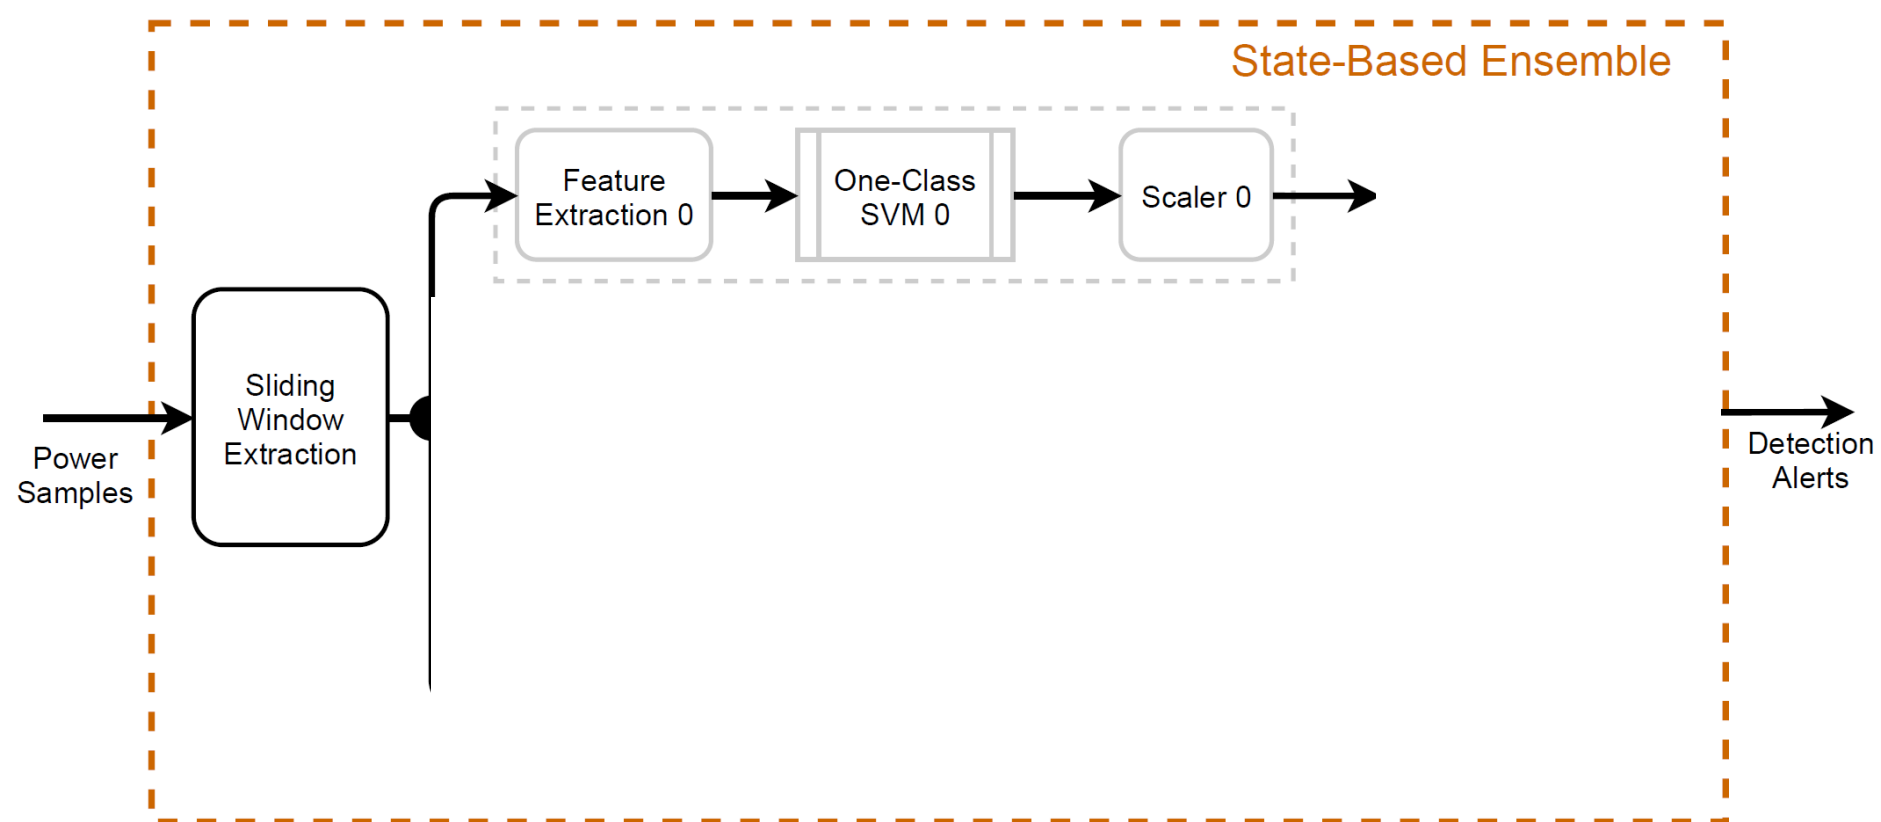 State-Based Ensemble
Feature
Extraction 0
One-Class
SVM 0
Scaler 0
Sliding
Window
Extraction
Power
Samples
Detection
Alerts